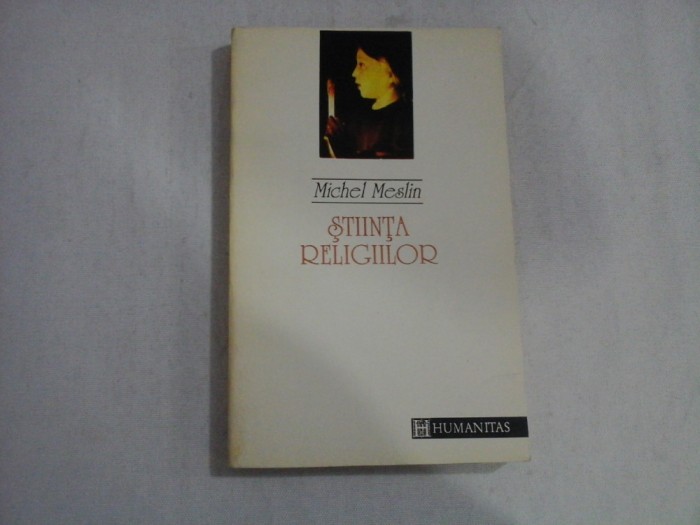 Michel Meslin
ŞTIINŢA
RELIGIILOR
H HUMANITAS